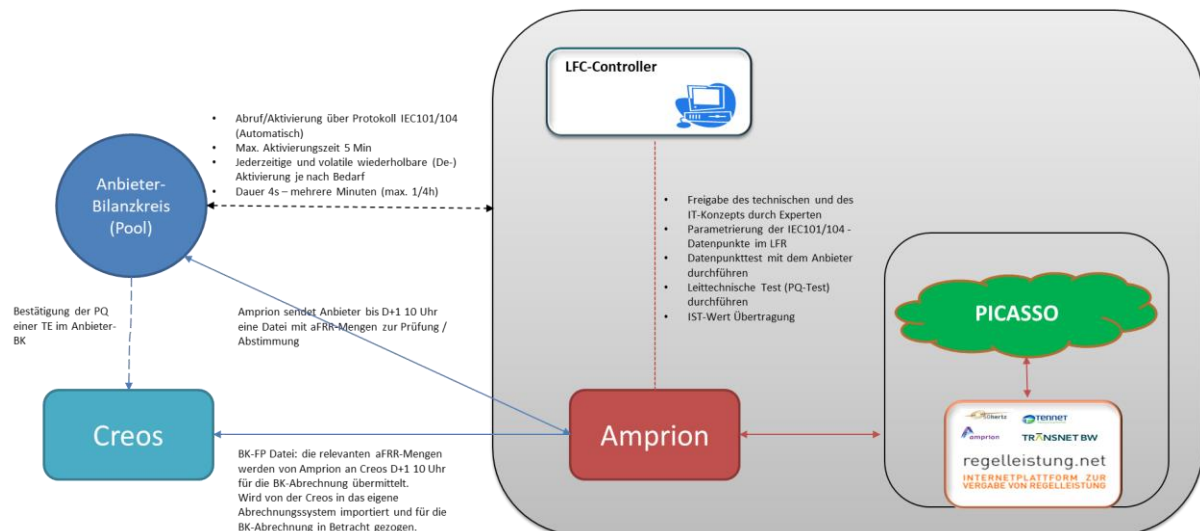 LFC-Controller
• Abruf/Aktivierung über Protokoll IEC101/104
(Automatisch)
• Max. Aktivierungszeit 5 Min
• Jederzeitige und volatile wiederholbare (De-)
Aktivierung je nach Bedarf
• Dauer 4s – mehrere Minuten (max. 1/4h)
Anbieter-
Bilanzkreis
(Pool)
• Freigabe des technischen und des
IT-Konzepts durch Experten
• Parametrierung der IEC101/104 -
Datenpunkte im LFR
• Datenpunkttest mit dem Anbieter
durchführen
• Leittechnische Test (PQ-Test)
durchführen
• IST-Wert Übertragung
Bestätigung der PQ
einer TE im Anbieter-
BK
Amprion sendet Anbieter bis D+1 10 Uhr
eine Datei mit aFRR-Mengen zur Prüfung /
Abstimmung
PICASSO
Creos
Amprion
50hertz
TENNET
amprion
TRANSNET BW
regelleistung.net
INTERNETPLATTFORM ZUR
VERGABE VON REGELLEISTUNG
BK-FP Datei: die relevanten aFRR-Mengen
werden von Amprion an Creos D+1 10 Uhr
für die BK-Abrechnung übermittelt.
Wird von der Creos in das eigene
Abrechnungssystem importiert und für die
BK-Abrechnung in Betracht gezogen.